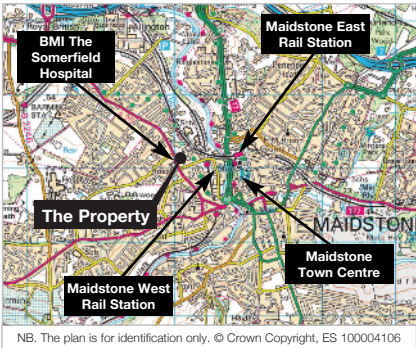 BMI The
Somerfield
Hospital
Maidstone East
Rail Station
The Property
MAIDSTON
Maidstone West
Rail Station
Maidstone
Town Centre
NB. The plan is for identification only. © Crown Copyright, ES 100004106